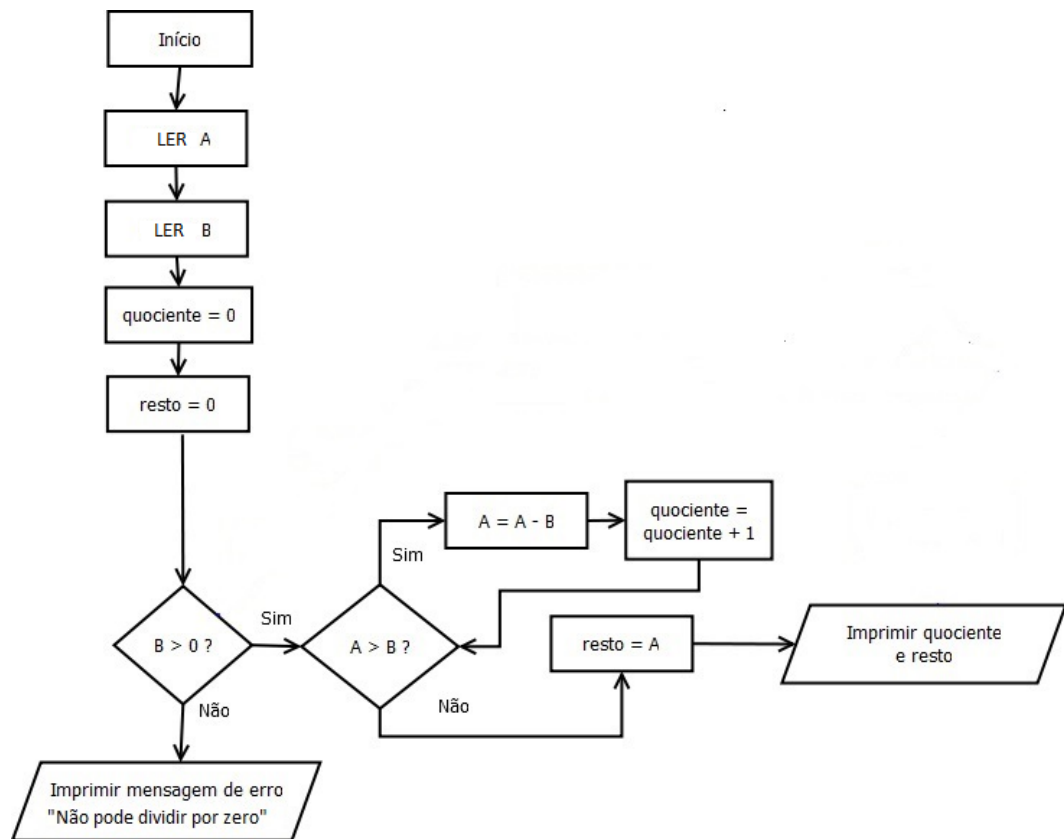 Início
LER A
LER B
quociente = 0
resto = 0
B > 0 ?
Sim
Não
Imprimir mensagem de erro
"Não pode dividir por zero"
A > B ?
Sim
A = A - B
quociente =
quociente + 1
Não
resto = A
Imprimir quociente
e resto